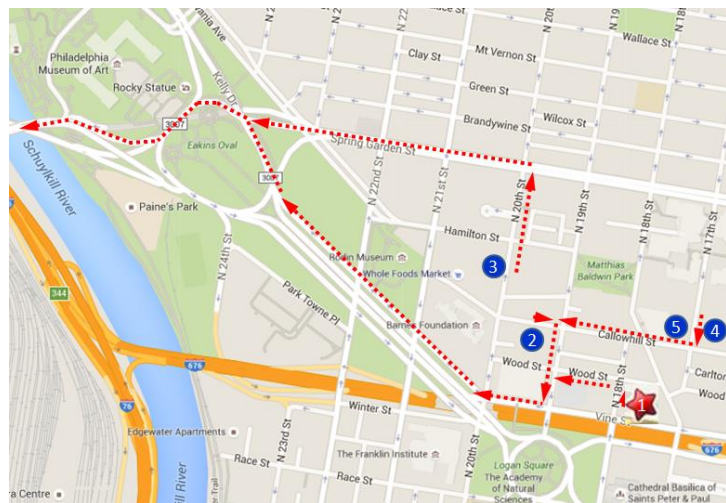 Wallace St
Clay St
Mt Vernon St
Green St
Brandywine St
Wilcox St
Philadelphia
Museum of Art
Rocky Statue
Kelly Dr
3007
Eakins Oval
Spring Garden St
Schuylkill River
3007
Paine's Park
N 22nd St
N 21st St
N 20th St
N 19th St
N 18th St
N 17th St
N 24th St
Hamilton St
Matthias
Baldwin Park
Rodin Museum
Whole Foods Market
3
344
Park Towne Pl
Barnes Foundation
2
5
4
Callowhill St
Wood St
Wood St
Carlton
Wood
N 18th St
1
676
76
Vine S
Winter St
Edgewater Apartments
N 23rd St
N 20th St
676
Race St
The Franklin Institute
Race St
Logan Square
The Academy
of Natural
Sciences
Cathedral Basilica of
Saints Peter & Paul
ra Centre